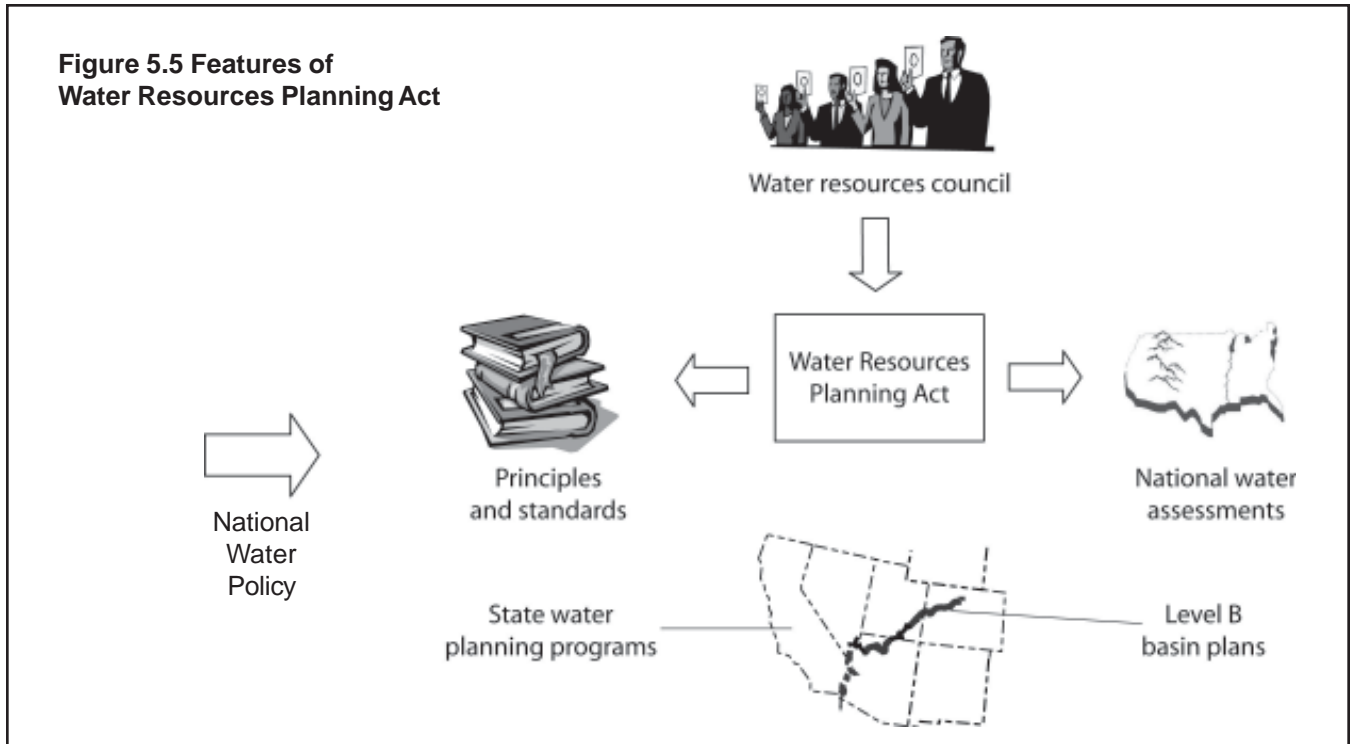 Figure 5.5 Features of
Water Resources Planning Act
Water resources council
Water Resources
Planning Act
Principles
and standards
National water
assessments
National
Water
Policy
State water
planning programs
Level B
basin plans